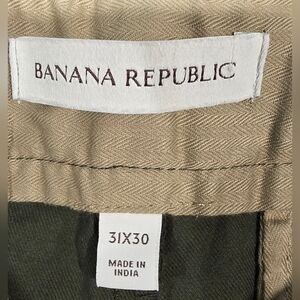 BANANA REPUBLIC
31X30
MADE IN
INDIA